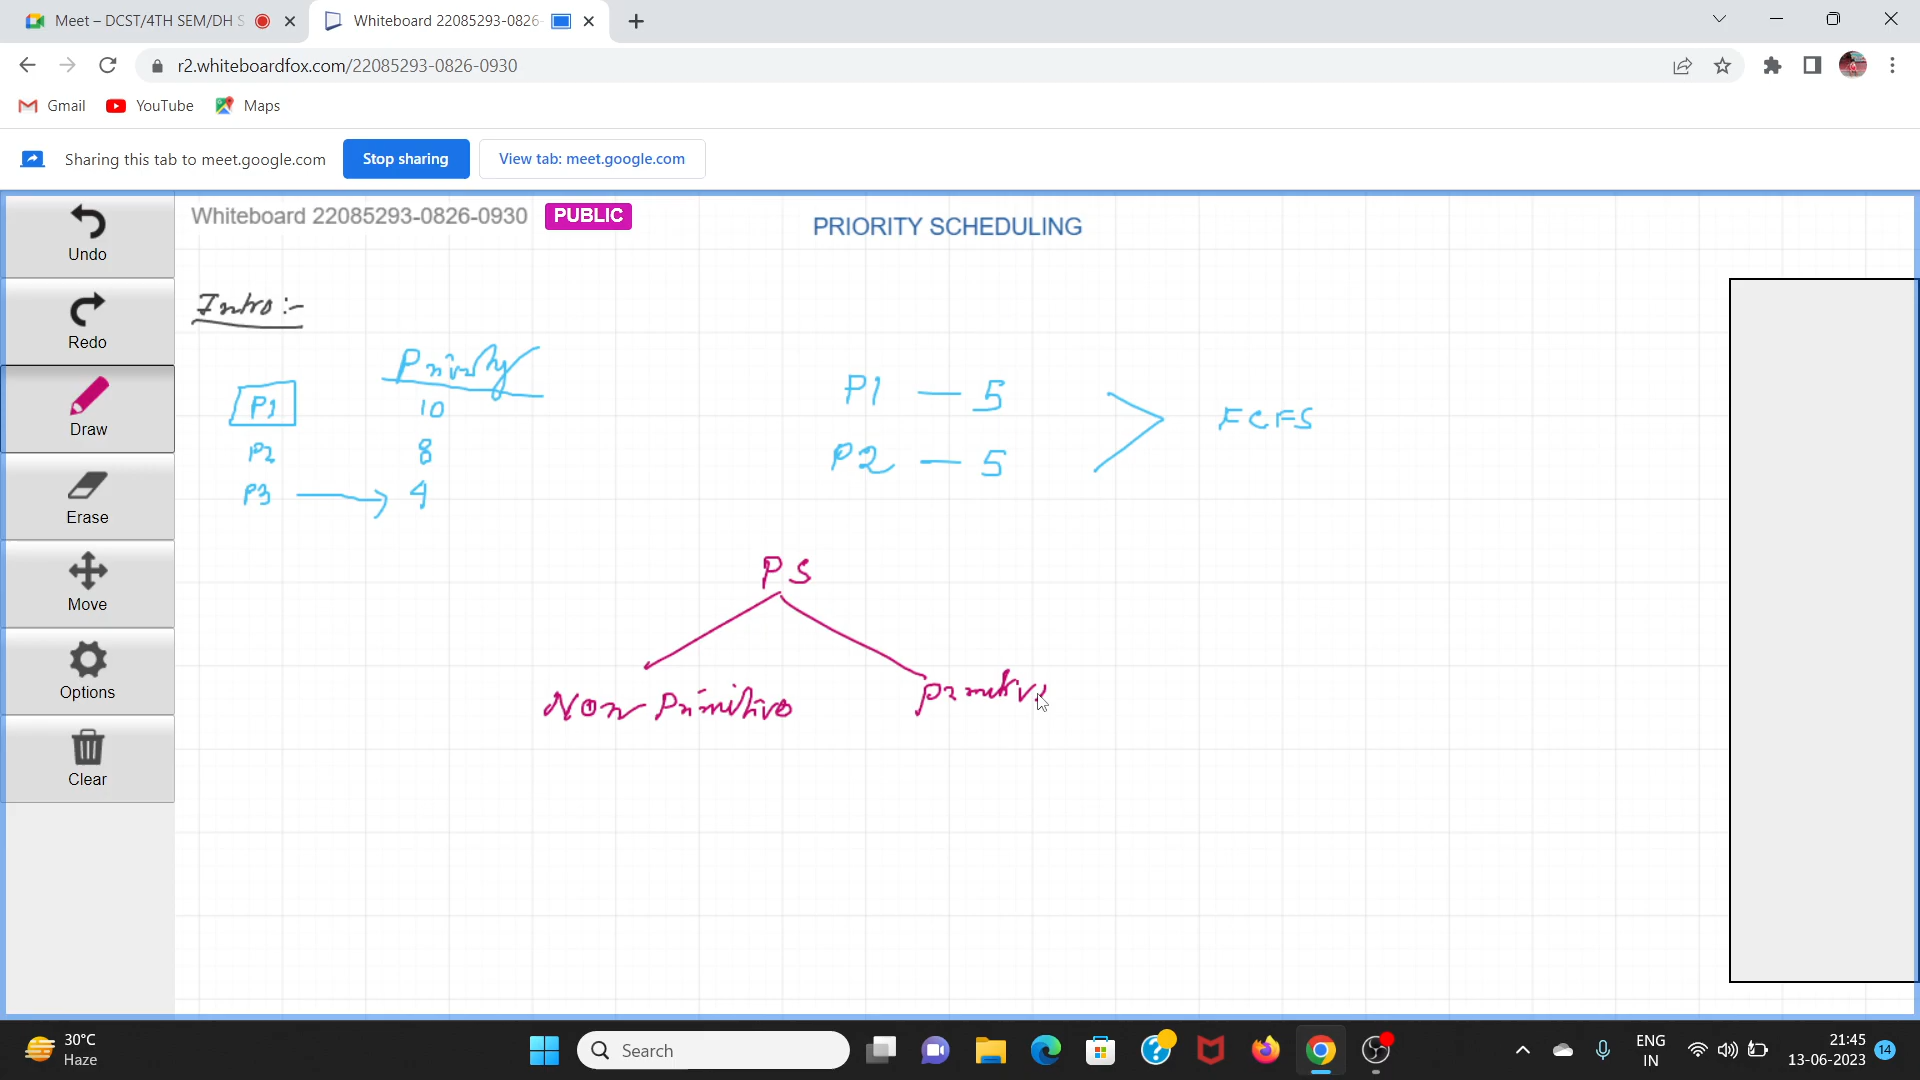 Meet – DCST/4TH SEM/DH S
Whiteboard 22085293-0826-
r2.whiteboardfox.com/22085293-0826-0930
Gmail YouTube Maps
Sharing this tab to meet.google.com Stop sharing View tab: meet.google.com
Whiteboard 22085293-0826-0930 PUBLIC
PRIORITY SCHEDULING
Undo
Redo
Draw
Erase
Move
Options
Clear
Intro :-
Priority
P1 10
P2 8
P3 → 4
P1 — 5
P2 — 5
FCFS
PS
Non Primitive
Primitive
30°C
Haze
Search
ENG
IN
21:45
13-06-2023
14